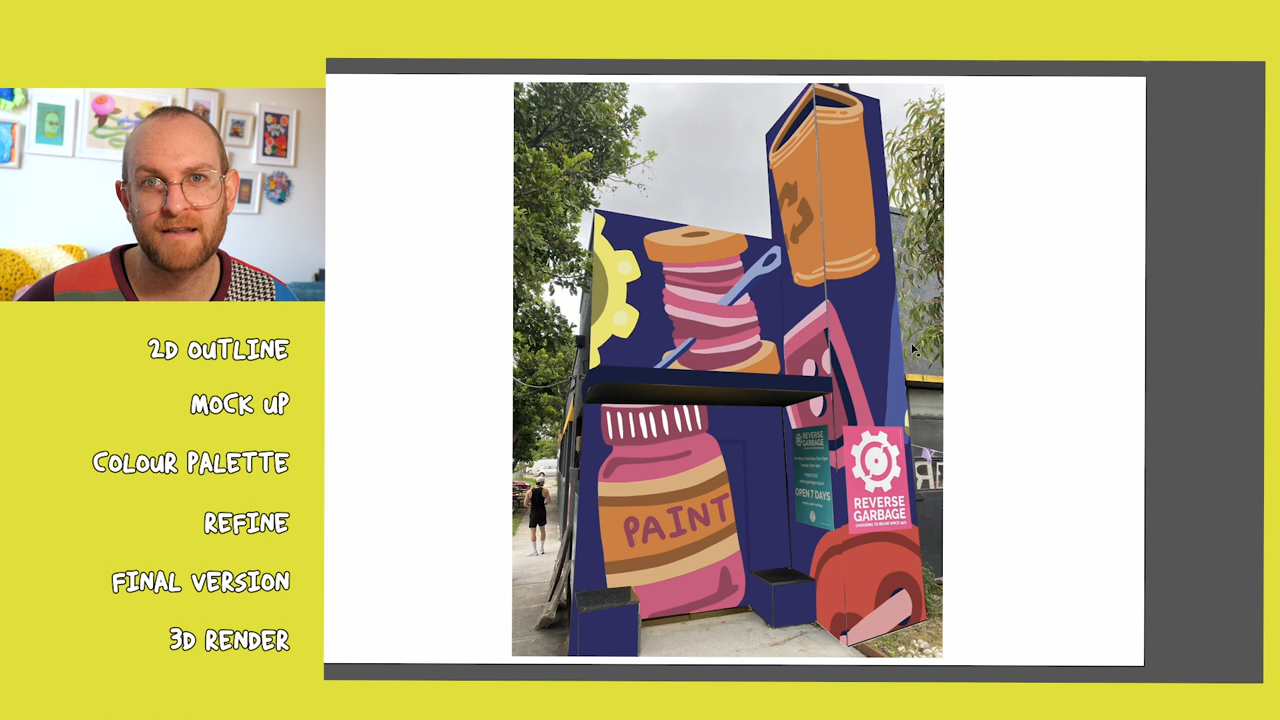 2D OUTLINE
MOCK UP
COLOUR PALETTE
REFINE
FINAL VERSION
3D RENDER
PAINT
REVERSE
GARBAGE
OPEN 7 DAYS
REVERSE
GARBAGE